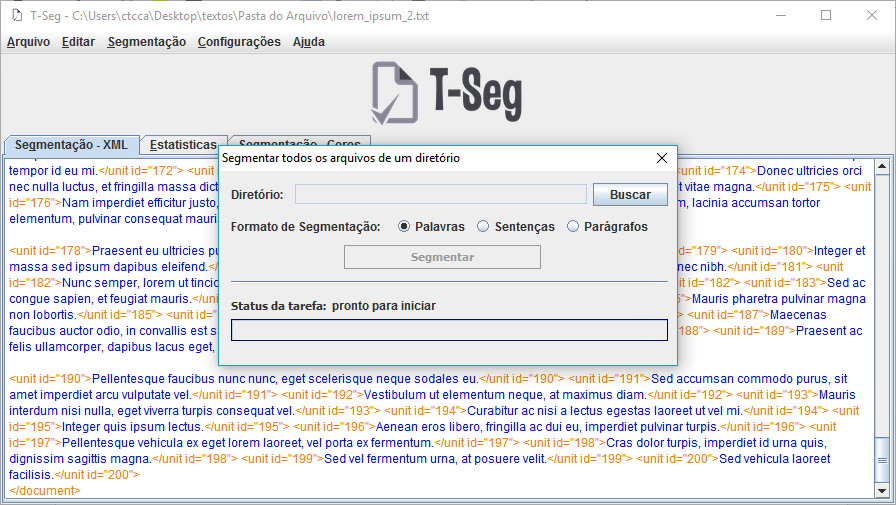 T-Seg - C:\Users\ctcca\Desktop\textos\Pasta do Arquivo\lorem_ipsum_2.txt
Arquivo Editar Segmentação Configurações Ajuda
T-Seg
Segmentação - XML Estatisticas Segmentação - Cores
Segmentar todos os arquivos de um diretório
Diretório: Buscar
Formato de Segmentação: Palavras Sentenças Parágrafos
Segmentar
Status da tarefa: pronto para iniciar
tempor id eu mi.</unit id="172"> <unit id="174">Donec ultricies orci
nec nulla luctus, et fringilla massa dict et vitae magna.</unit id="175"> <unit
id="176">Nam imperdiet efficitur justo, lacinia accumsan tortor
elementum, pulvinar consequat mauri
<unit id="178">Praesent eu ultricies pu ="179"> <unit id="180">Integer et
massa sed ipsum dapibus eleifend.< nec nibh.</unit id="181"> <unit
id="182">Nunc semper, lorem ut tincid id="182"> <unit id="183">Sed ac
congue sapien, et feugiat mauris.< ">Mauris pharetra pulvinar magna
non lobortis.</unit id="185"> <unit <unit id="187">Maecenas
faucibus auctor odio, in convallis est s 188"> <unit id="189">Praesent ac
felis ullamcorper, dapibus lacus eget,
<unit id="190">Pellentesque faucibus nunc nunc, eget scelerisque neque sodales eu.</unit id="190"> <unit id="191">Sed accumsan commodo purus, sit
amet imperdiet arcu vulputate vel.</unit id="191"> <unit id="192">Vestibulum ut elementum neque, at maximus diam.</unit id="192"> <unit id="193">Mauris
interdum nisi nulla, eget viverra turpis consequat vel.</unit id="193"> <unit id="194">Curabitur ac nisi a lectus egestas laoreet ut vel mi.</unit id="194"> <unit
id="195">Integer quis ipsum lectus.</unit id="195"> <unit id="196">Aenean eros libero, fringilla ac dui eu, imperdiet pulvinar turpis.</unit id="196"> <unit
id="197">Pellentesque vehicula ex eget lorem laoreet, vel porta ex fermentum.</unit id="197"> <unit id="198">Cras dolor turpis, imperdiet id urna quis,
dignissim sagittis magna.</unit id="198"> <unit id="199">Sed vel fermentum urna, at posuere velit.</unit id="199"> <unit id="200">Sed vehicula laoreet
facilisis.</unit id="200">
</document>